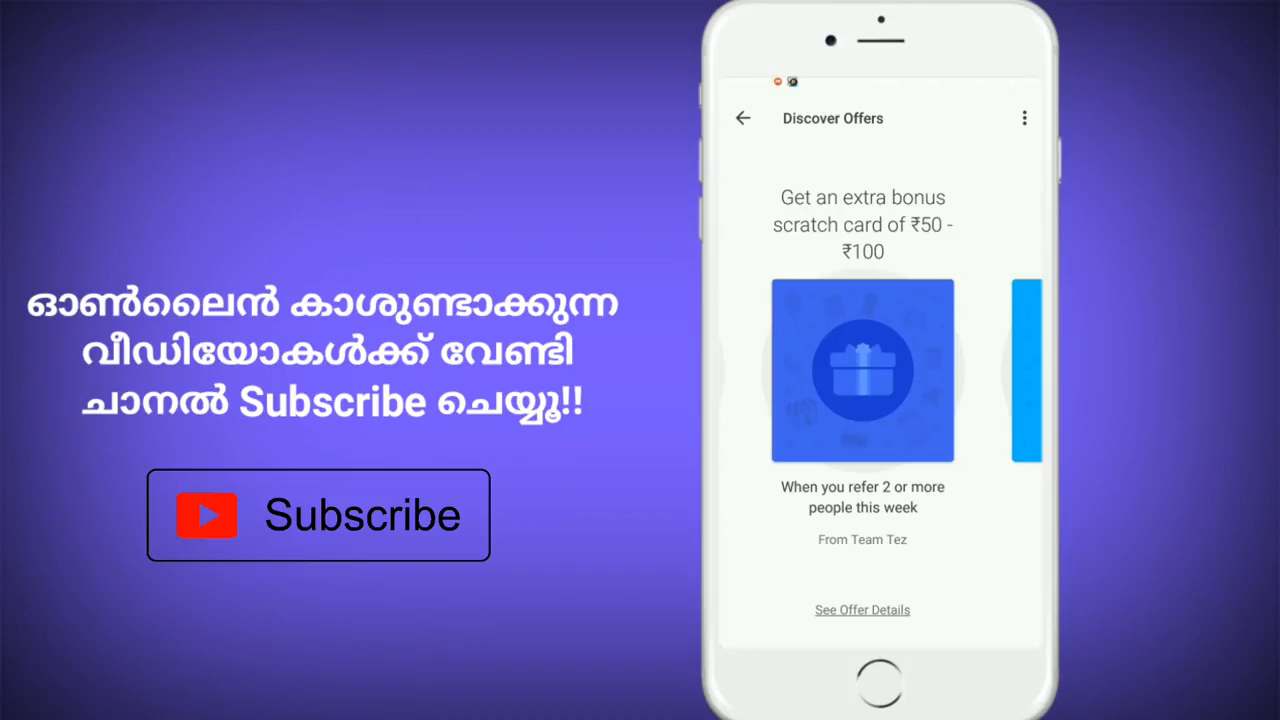 ഓൺലൈൻ കാശുണ്ടാക്കുന്ന
വീഡിയോകൾക്ക് വേണ്ടി
ചാനൽ Subscribe ചെയ്യൂ!!
Subscribe
Discover Offers
Get an extra bonus
scratch card of ₹50 -
₹100
When you refer 2 or more
people this week
From Team Tez
See Offer Details